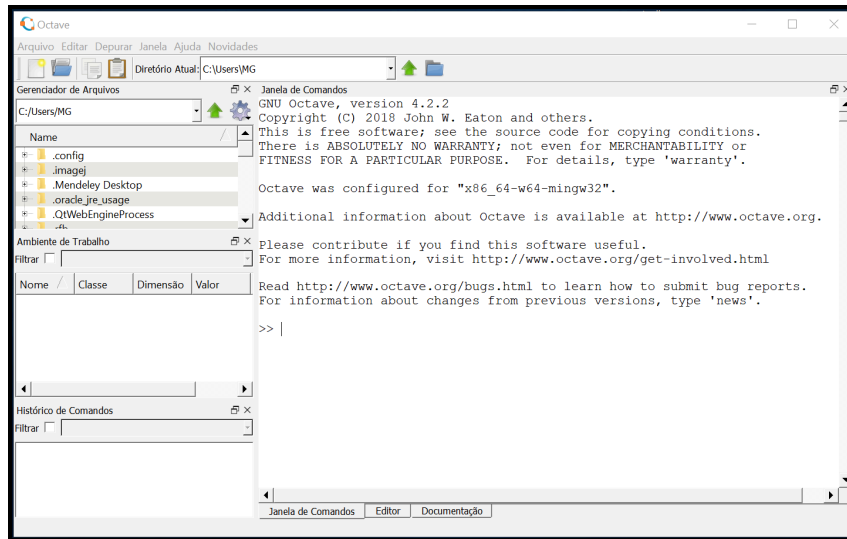 Octave
Arquivo Editar Depurar Janela Ajuda Novidades
Diretório Atual: C:\Users\MG
Gerenciador de Arquivos
C:/Users/MG
Name
.config
.imagej
.Mendeley Desktop
.oracle_jre_usage
.QtWebEngineProcess
Ambiente de Trabalho
Filtrar
Nome Classe Dimensão Valor
Histórico de Comandos
Filtrar
Janela de Comandos
GNU Octave, version 4.2.2
Copyright (C) 2018 John W. Eaton and others.
This is free software; see the source code for copying conditions.
There is ABSOLUTELY NO WARRANTY; not even for MERCHANTABILITY or
FITNESS FOR A PARTICULAR PURPOSE.  For details, type 'warranty'.
Octave was configured for "x86_64-w64-mingw32".
Additional information about Octave is available at http://www.octave.org.
Please contribute if you find this software useful.
For more information, visit http://www.octave.org/get-involved.html
Read http://www.octave.org/bugs.html to learn how to submit bug reports.
For information about changes from previous versions, type 'news'.
>>
Janela de Comandos Editor Documentação